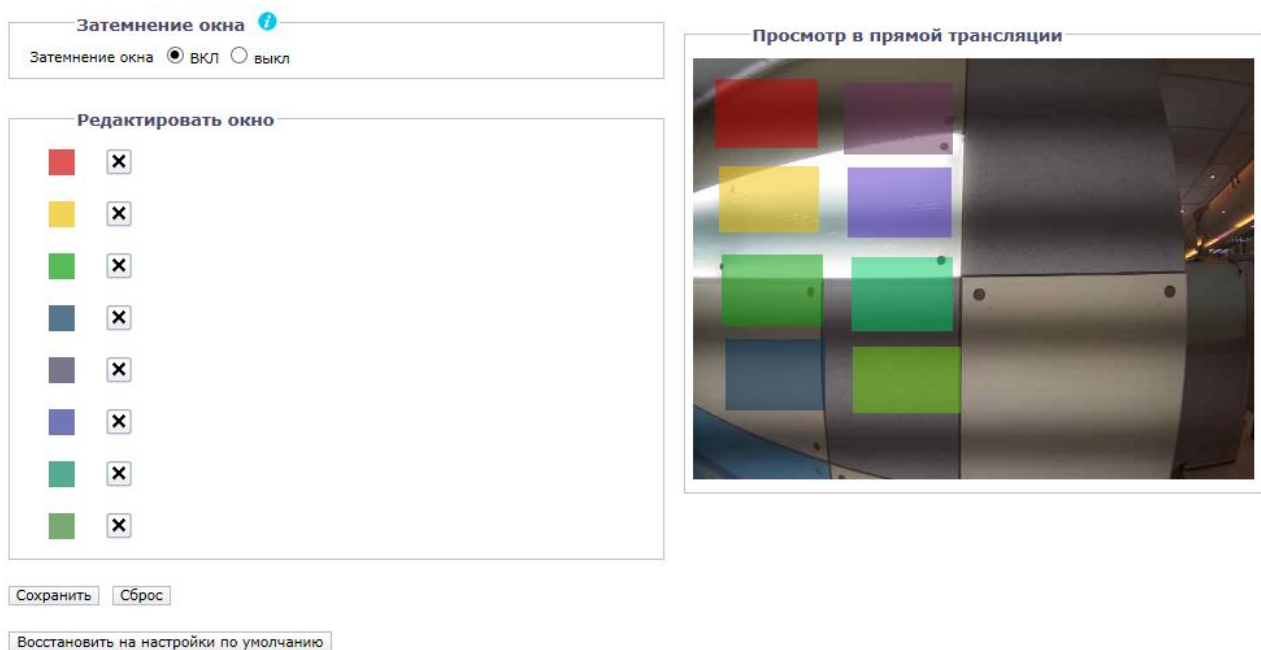 Затемнение окна
Затемнение окна ВКЛ выкл
Редактировать окно
Сохранить Сброс
Восстановить на настройки по умолчанию
Просмотр в прямой трансляции